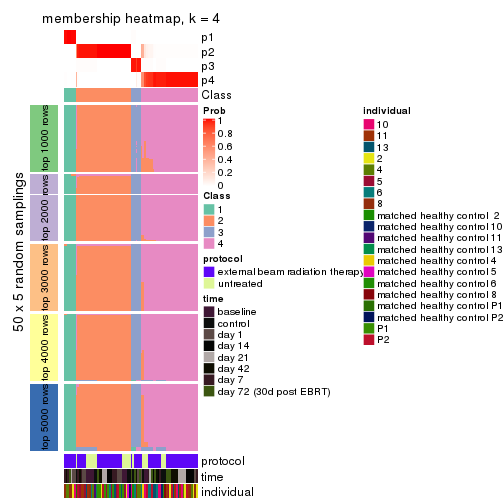 membership heatmap, k = 4
p1
p2
p3
p4
Class
50 x 5 random samplings
top 1000 rows
top 2000 rows
top 3000 rows
top 4000 rows
top 5000 rows
Prob
1
0.8
0.6
0.4
0.2
0
Class
1
2
3
4
protocol
external beam radiation therapy
untreated
time
baseline
control
day 1
day 14
day 21
day 42
day 7
day 72 (30d post EBRT)
individual
10
11
13
2
4
5
6
8
matched healthy control 2
matched healthy control 10
matched healthy control 11
matched healthy control 13
matched healthy control 4
matched healthy control 5
matched healthy control 6
matched healthy control 8
matched healthy control P1
matched healthy control P2
P1
P2
protocol
time
individual